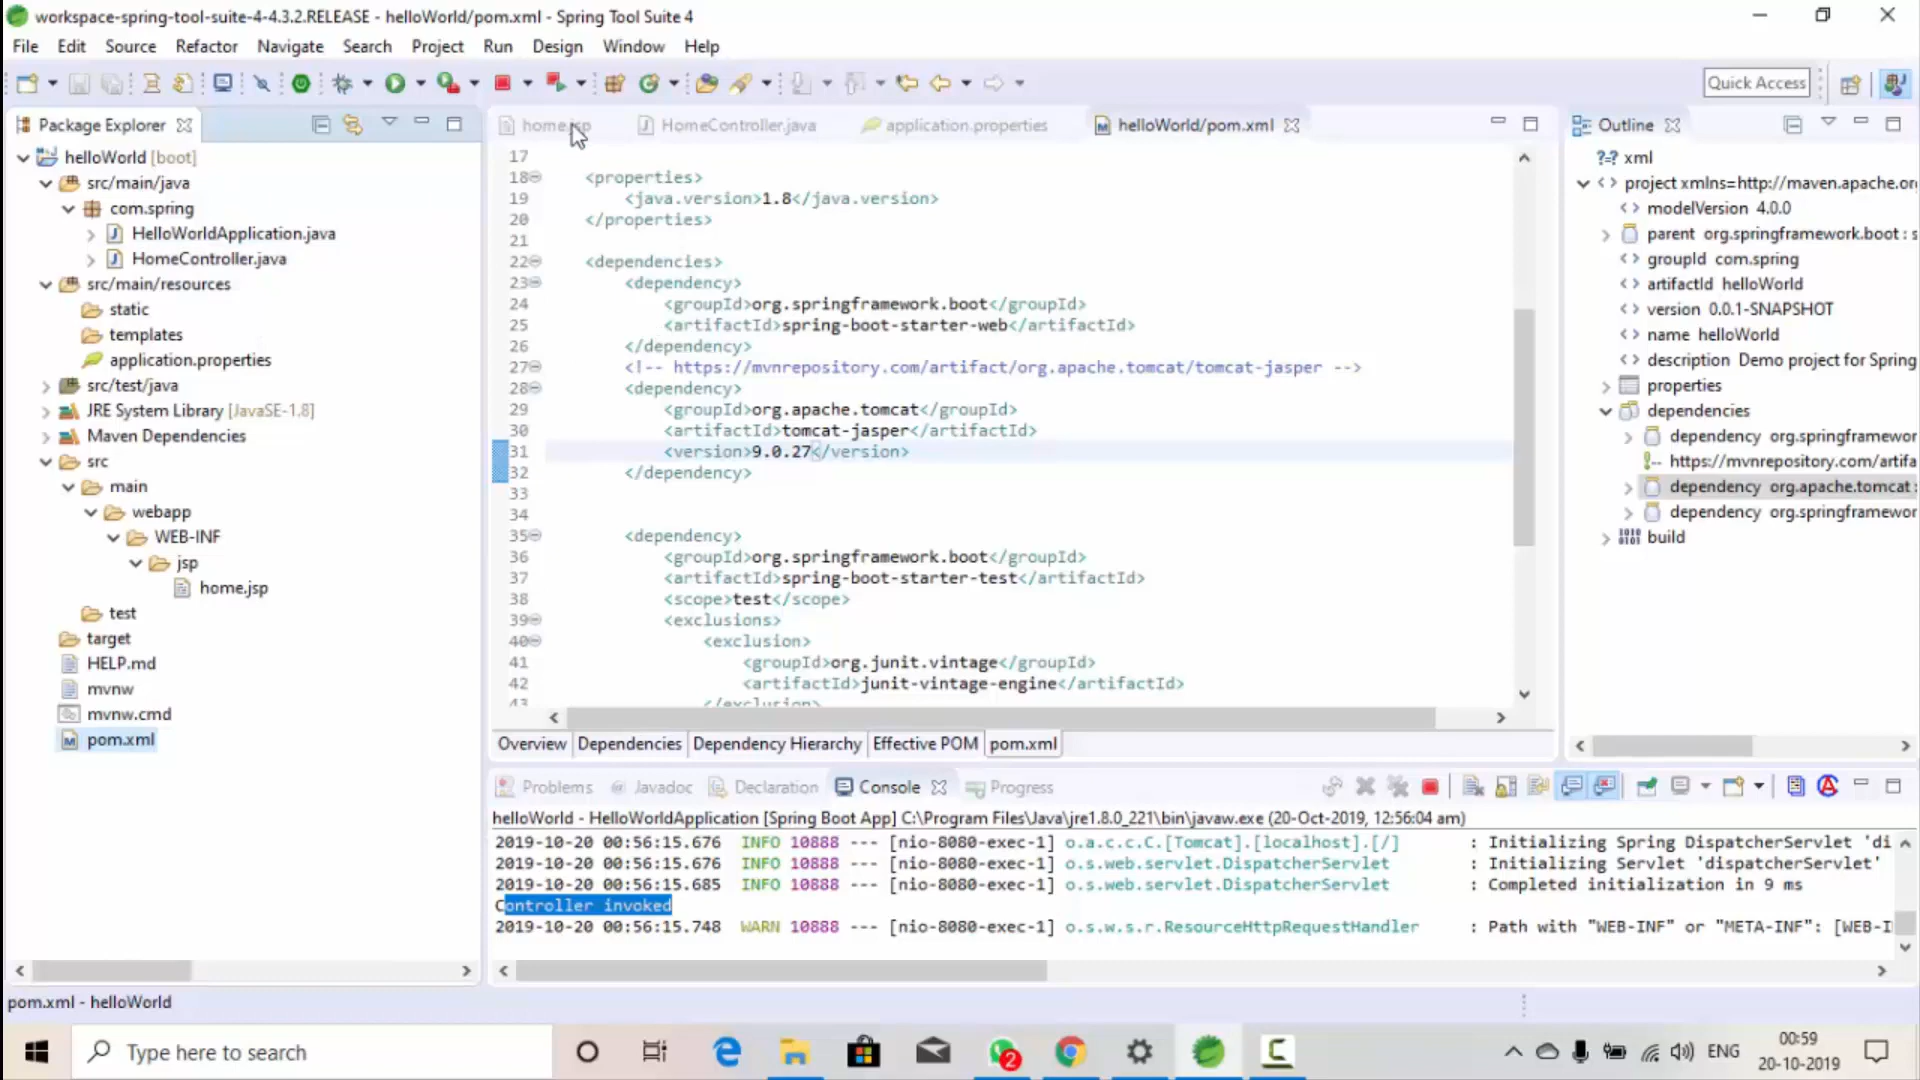 workspace-spring-tool-suite-4-4.3.2.RELEASE - helloWorld/pom.xml - Spring Tool Suite 4
File Edit Source Refactor Navigate Search Project Run Design Window Help
Quick Access
Package Explorer
helloWorld [boot]
src/main/java
com.spring
HelloWorldApplication.java
HomeController.java
src/main/resources
static
templates
application.properties
src/test/java
JRE System Library [JavaSE-1.8]
Maven Dependencies
src
main
webapp
WEB-INF
jsp
home.jsp
test
target
HELP.md
mvnw
mvnw.cmd
pom.xml
home.jsp HomeController.java application.properties helloWorld/pom.xml
17
18 <properties>
19 <java.version>1.8</java.version>
20 </properties>
21
22 <dependencies>
23 <dependency>
24 <groupId>org.springframework.boot</groupId>
25 <artifactId>spring-boot-starter-web</artifactId>
26 </dependency>
27 <!-- https://mvnrepository.com/artifact/org.apache.tomcat/tomcat-jasper -->
28 <dependency>
29 <groupId>org.apache.tomcat</groupId>
30 <artifactId>tomcat-jasper</artifactId>
31 <version>9.0.27</version>
32 </dependency>
33
34
35 <dependency>
36 <groupId>org.springframework.boot</groupId>
37 <artifactId>spring-boot-starter-test</artifactId>
38 <scope>test</scope>
39 <exclusions>
40 <exclusion>
41 <groupId>org.junit.vintage</groupId>
42 <artifactId>junit-vintage-engine</artifactId>
43 </exclusion>
Overview Dependencies Dependency Hierarchy Effective POM pom.xml
Outline
?=? xml
project xmlns=http://maven.apache.or
modelVersion 4.0.0
parent org.springframework.boot : s
groupId com.spring
artifactId helloWorld
version 0.0.1-SNAPSHOT
name helloWorld
description Demo project for Spring
properties
dependencies
dependency org.springframewor
https://mvnrepository.com/artifa
dependency org.apache.tomcat :
dependency org.springframewor
build
Problems Javadoc Declaration Console Progress
helloWorld - HelloWorldApplication [Spring Boot App] C:\Program Files\Java\jre1.8.0_221\bin\javaw.exe (20-Oct-2019, 12:56:04 am)
2019-10-20 00:56:15.676 INFO 10888 --- [nio-8080-exec-1] o.a.c.c.C.[Tomcat].[localhost].[/] : Initializing Spring DispatcherServlet 'di
2019-10-20 00:56:15.676 INFO 10888 --- [nio-8080-exec-1] o.s.web.servlet.DispatcherServlet : Initializing Servlet 'dispatcherServlet'
2019-10-20 00:56:15.685 INFO 10888 --- [nio-8080-exec-1] o.s.web.servlet.DispatcherServlet : Completed initialization in 9 ms
Controller invoked
2019-10-20 00:56:15.748 WARN 10888 --- [nio-8080-exec-1] o.s.w.s.r.ResourceHttpRequestHandler : Path with "WEB-INF" or "META-INF": [WEB-I
pom.xml - helloWorld
Type here to search
2
ENG
00:59
20-10-2019